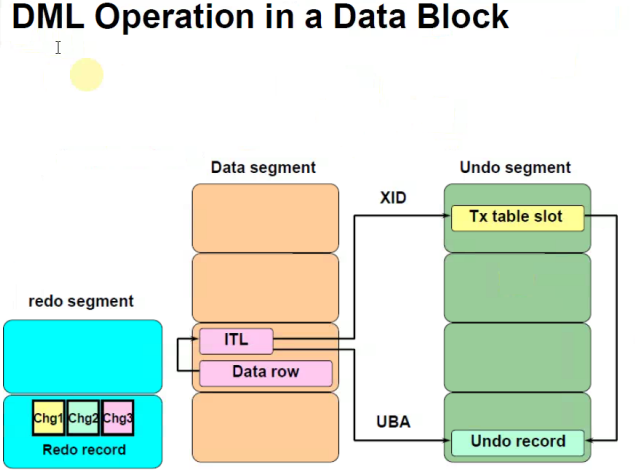 DML Operation in a Data Block
Data segment
Undo segment
XID
Tx table slot
redo segment
ITL
Data row
Chg1 Chg2 Chg3
UBA
Undo record
Redo record